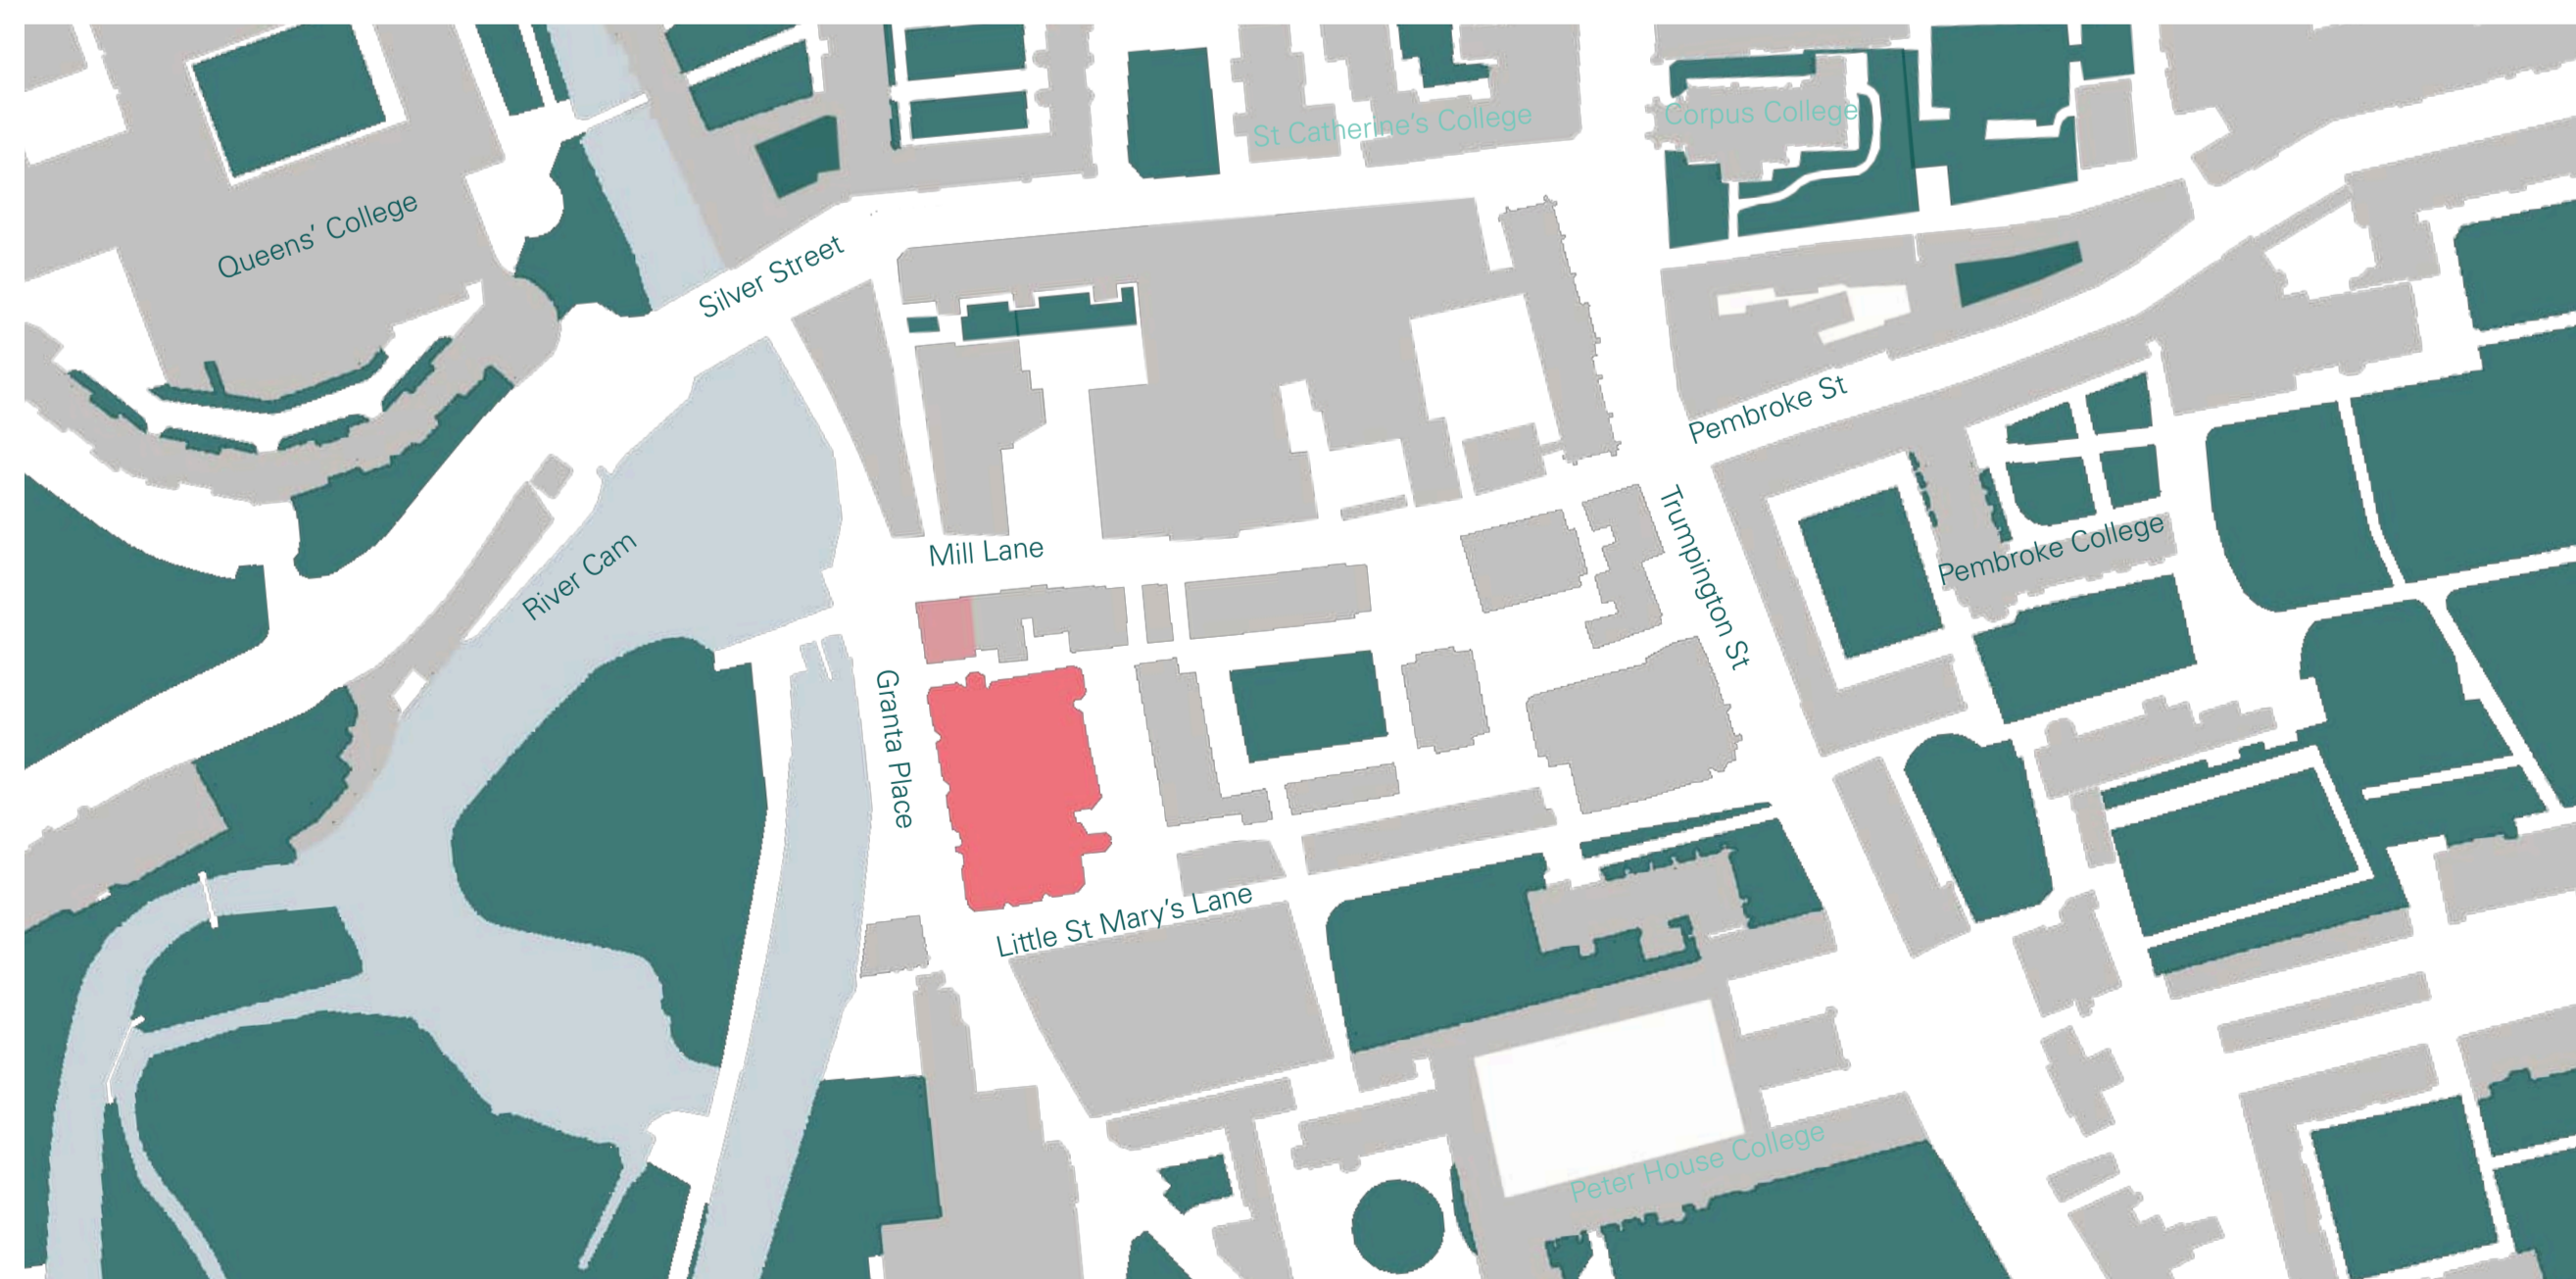 St Catherine's College
Corpus College
Queens' College
Silver Street
Pembroke St
River Cam
Mill Lane
Trumpington St
Pembroke College
Granta Place
Little St Mary's Lane
Peter House College